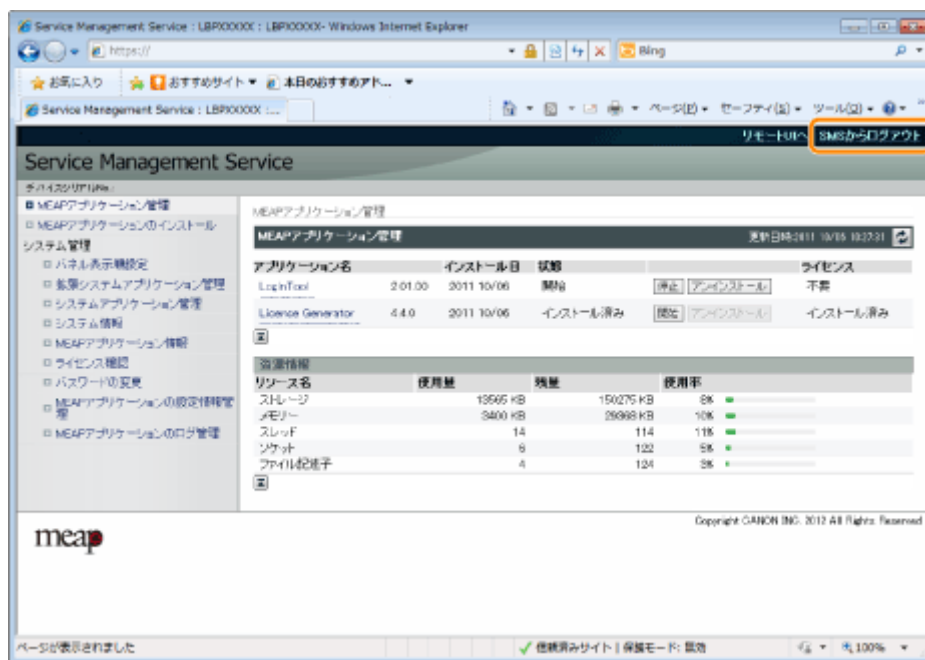 Service Management Service : LBPXXXXX : LBPXXXXX- Windows Internet Explorer
https://
Bing
お気に入り おすすめサイト 本日のおすすめアド...
Service Management Service : LBPXXXXX :...
ページ(P) セーフティ(S) ツール(O)
リモートUIへ SMSからログアウト
Service Management Service
デバイスシリアルNo.:
MEAPアプリケーション管理
MEAPアプリケーションのインストール
システム管理
パネル表示順設定
拡張システムアプリケーション管理
システムアプリケーション管理
システム情報
MEAPアプリケーション情報
ライセンス確認
パスワードの変更
MEAPアプリケーションの設定情報管
理
MEAPアプリケーションのログ管理
MEAPアプリケーション管理
MEAPアプリケーション管理 更新日時:2011 10/06 10:27:31
アプリケーション名 インストール日 状態 ライセンス
LoginTool 2.01.00 2011 10/06 開始 停止 アンインストール 不要
License Generator 4.4.0 2011 10/06 インストール済み 開始 アンインストール インストール済み
資源情報
リソース名 使用量 残量 使用率
ストレージ 13565 KB 150275 KB 8%
メモリー 3400 KB 29368 KB 10%
スレッド 14 114 11%
ソケット 6 122 5%
ファイル記述子 4 124 3%
Copyright CANON INC. 2012 All Rights Reserved
meap
ページが表示されました 信頼済みサイト | 保護モード: 無効 100%